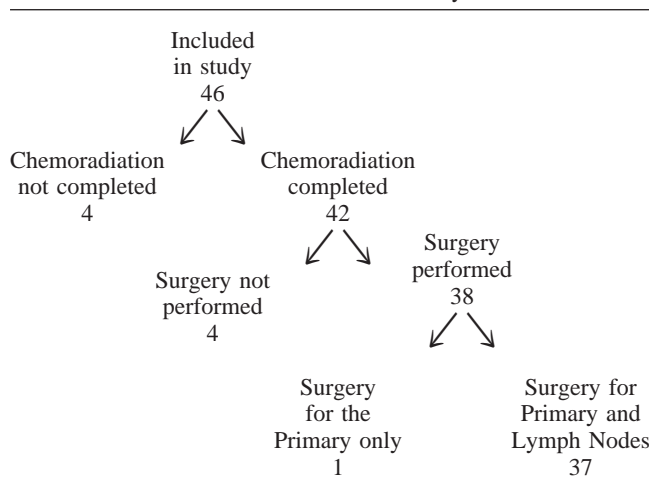 Included
in study
46
Chemoradiation
not completed
4
Chemoradiation
completed
42
Surgery not
performed
4
Surgery
performed
38
Surgery
for the
Primary only
1
Surgery for
Primary and
Lymph Nodes
37